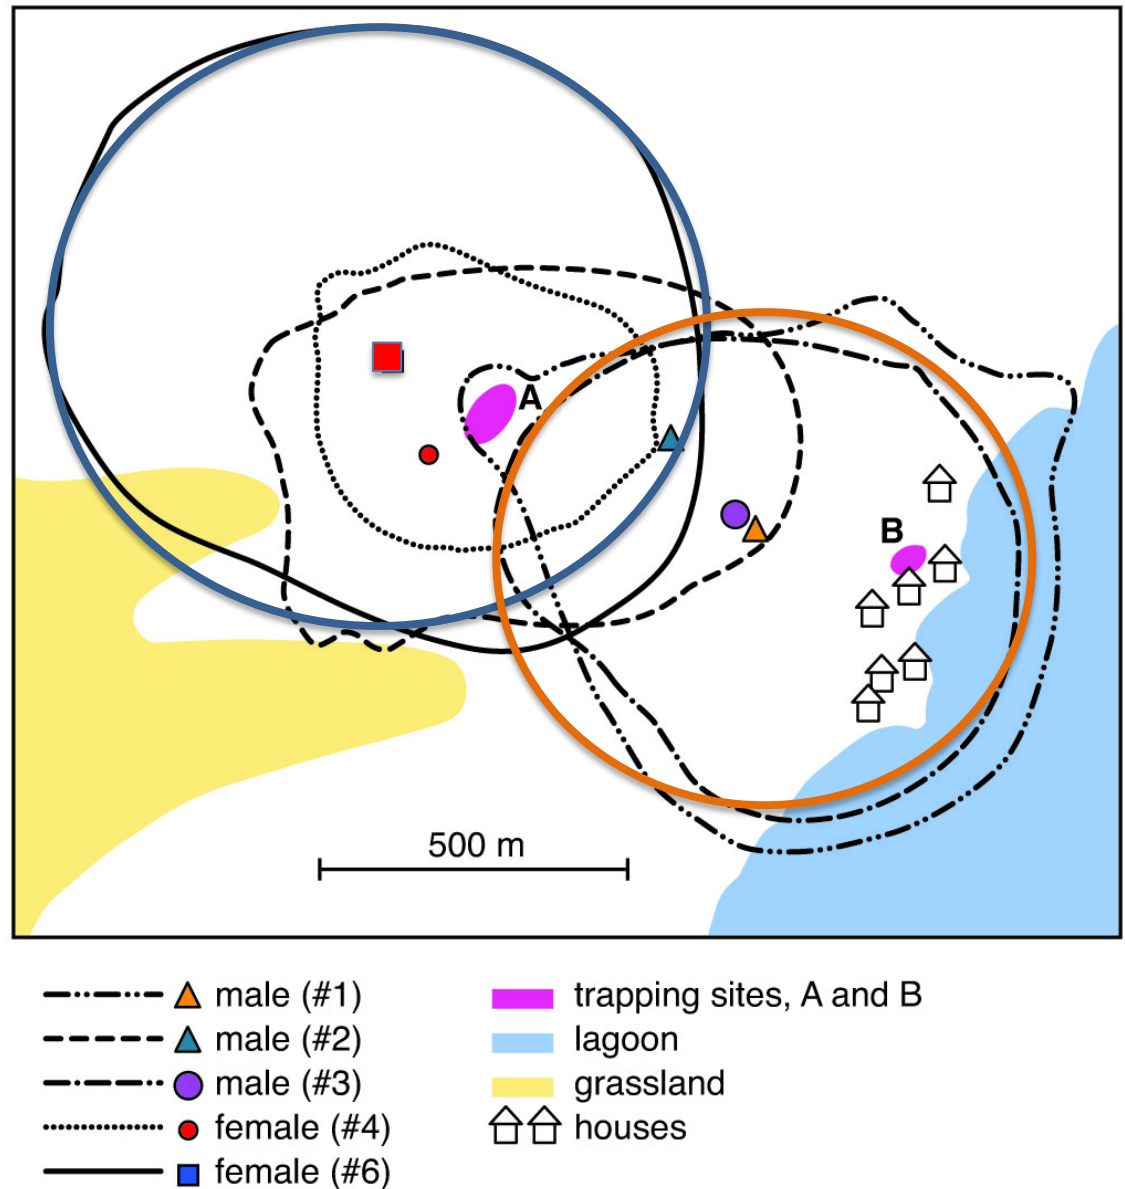 A
B
500 m
male (#1)
male (#2)
male (#3)
female (#4)
female (#6)
trapping sites, A and B
lagoon
grassland
houses